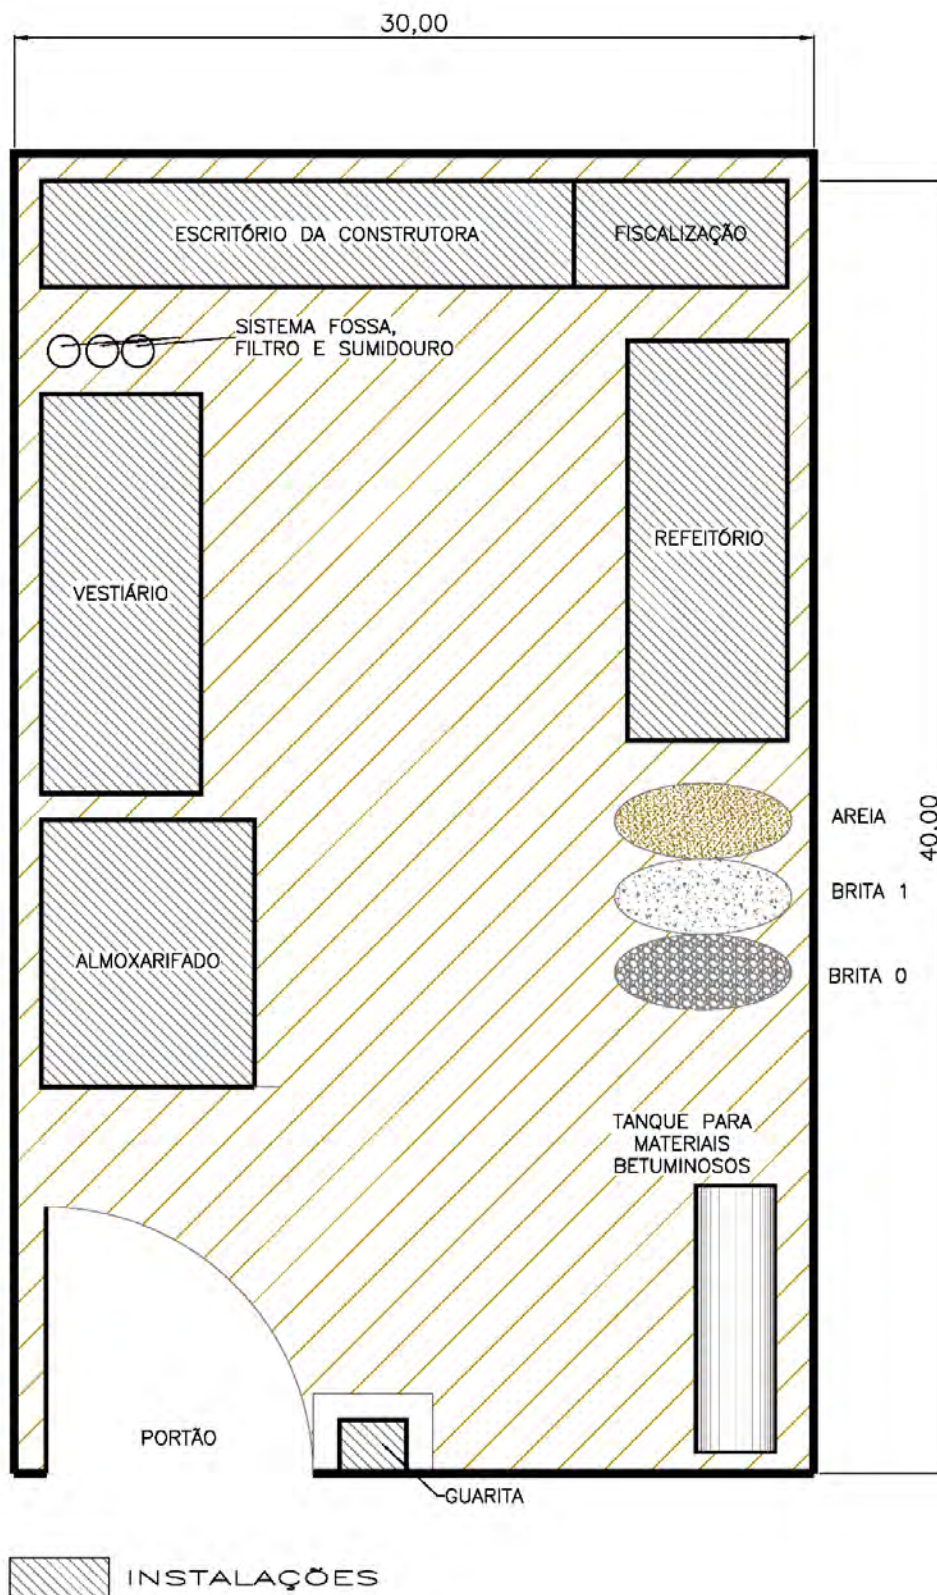 30,00
ESCRITÓRIO DA CONSTRUTORA
FISCALIZAÇÃO
SISTEMA FOSSA,
FILTRO E SUMIDOURO
REFEITÓRIO
VESTIÁRIO
AREIA
40,00
BRITA 1
ALMOXARIFADO
BRITA 0
TANQUE PARA
MATERIAIS
BETUMINOSOS
PORTÃO
GUARITA
INSTALAÇÕES